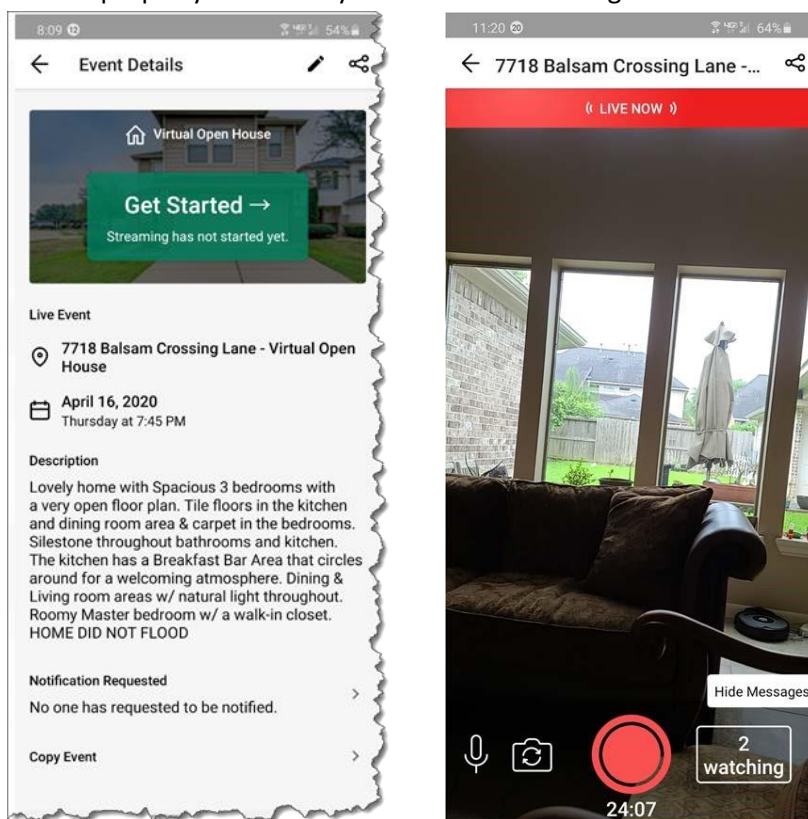 8:09
54%
Event Details
Virtual Open House
Get Started →
Streaming has not started yet.
Live Event
7718 Balsam Crossing Lane - Virtual Open
House
April 16, 2020
Thursday at 7:45 PM
Description
Lovely home with Spacious 3 bedrooms with
a very open floor plan. Tile floors in the kitchen
and dining room area & carpet in the bedrooms.
Silestone throughout bathrooms and kitchen.
The kitchen has a Breakfast Bar Area that circles
around for a welcoming atmosphere. Dining &
Living room areas w/ natural light throughout.
Roomy Master bedroom w/ a walk-in closet.
HOME DID NOT FLOOD
Notification Requested
No one has requested to be notified.
Copy Event
11:20 20
64%
7718 Balsam Crossing Lane -...
LIVE NOW
Hide Messages
2
watching
24:07